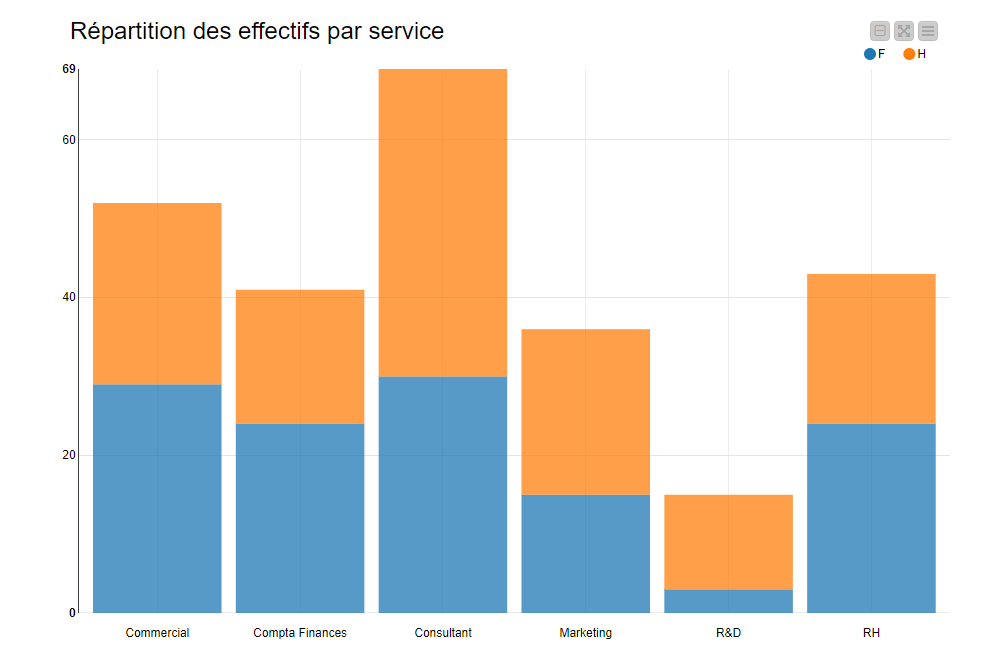 Répartition des effectifs par service
F H
69
60
40
20
0
Commercial Compta Finances Consultant Marketing R&D RH